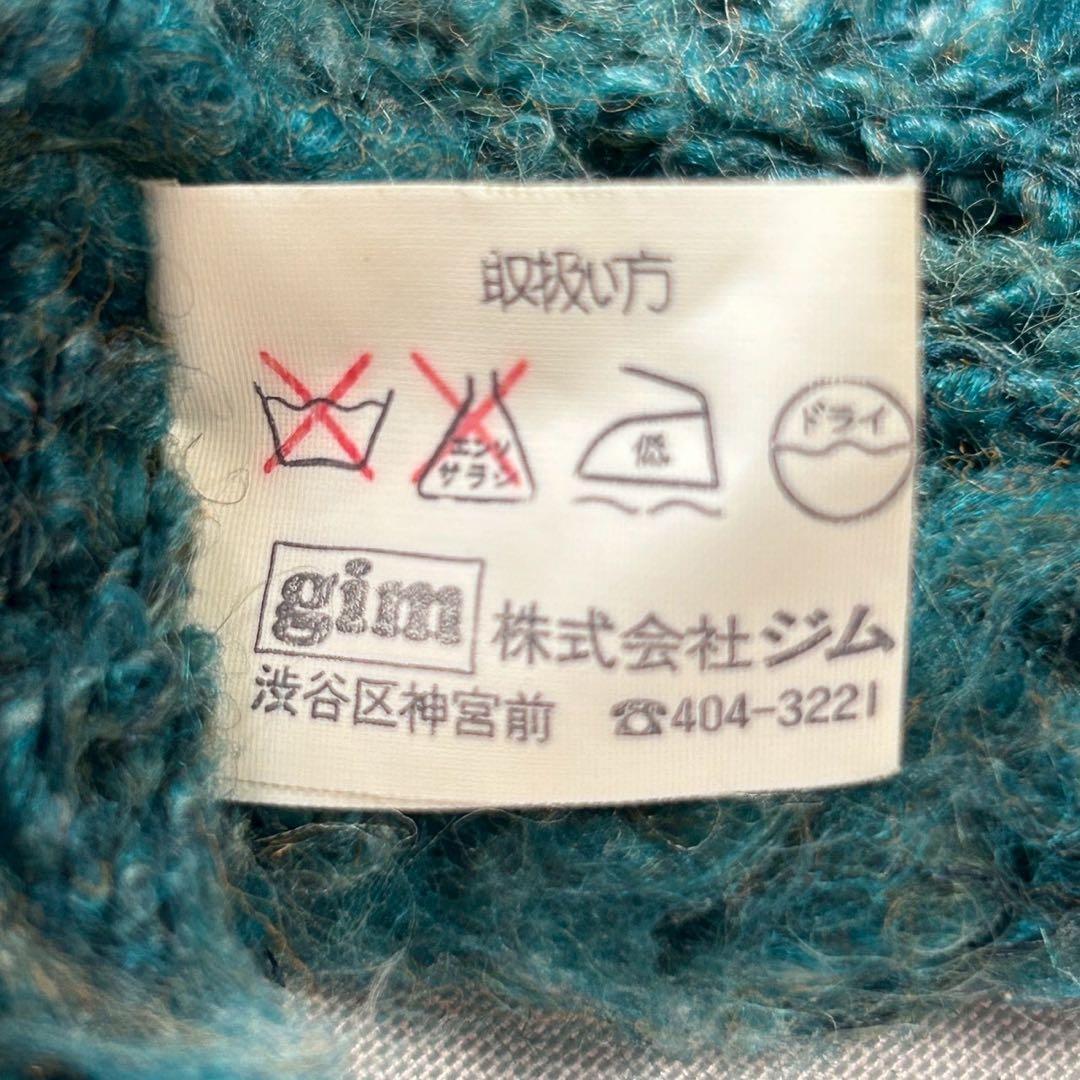 取扱い方
エンソ
サラシ
低
ドライ
gim
株式会社ジム
渋谷区神宮前 ☎404-3221